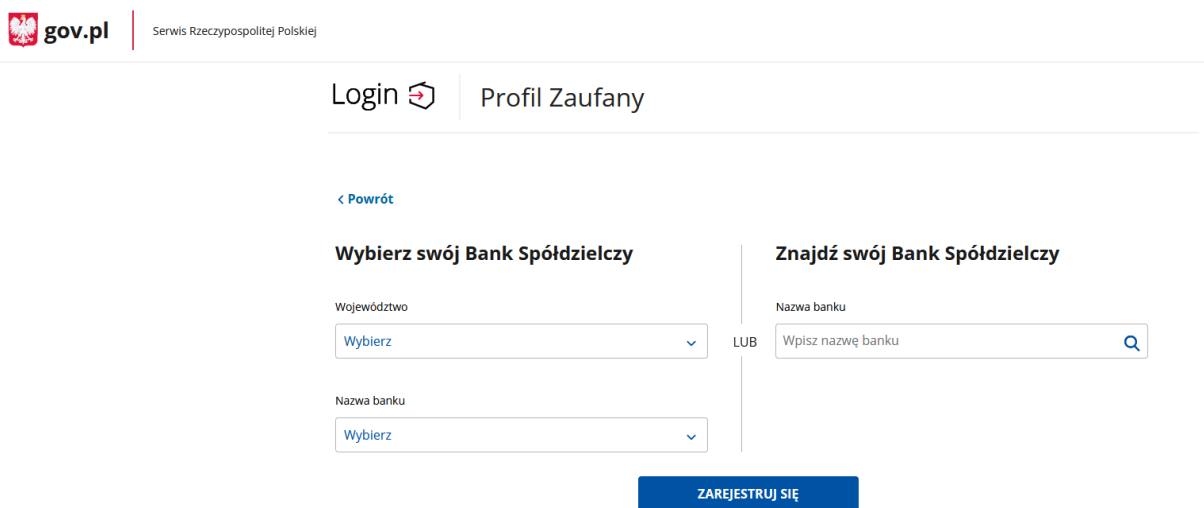 gov.pl
Serwis Rzeczypospolitej Polskiej
Login
Profil Zaufany
Powrót
Wybierz swój Bank Spółdzielczy
Województwo
Wybierz
Nazwa banku
Wybierz
LUB
Znajdź swój Bank Spółdzielczy
Nazwa banku
Wpisz nazwę banku
ZAREJESTRUJ SIĘ